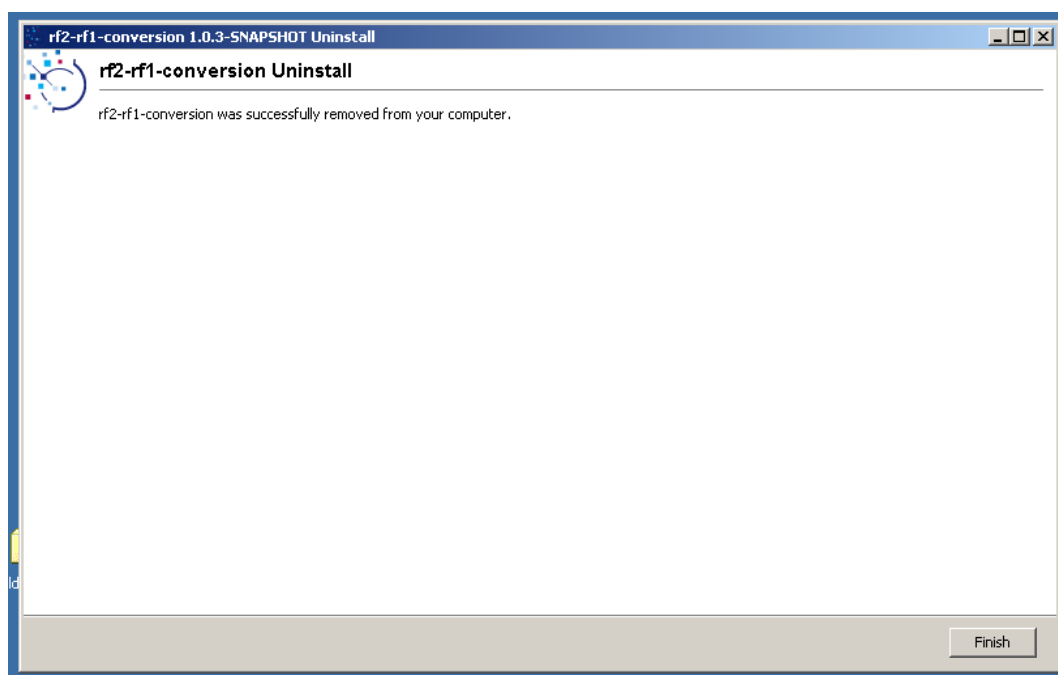 rf2-rf1-conversion 1.0.3-SNAPSHOT Uninstall
rf2-rf1-conversion Uninstall
rf2-rf1-conversion was successfully removed from your computer.
ld
Finish